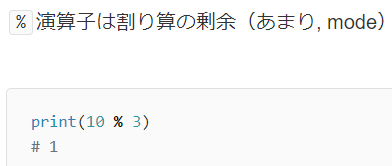 % 演算子は割り算の剰余（あまり, mode）
print(10 % 3)
# 1